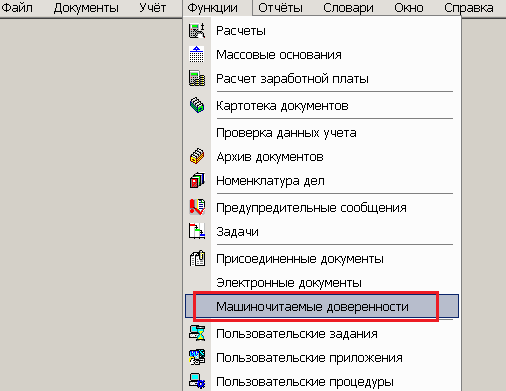 Файл Документы Учёт Функции Отчёты Словари Окно Справка
Расчеты
Массовые основания
Расчет заработной платы
Картотека документов
Проверка данных учета
Архив документов
Номенклатура дел
Предупредительные сообщения
Задачи
Присоединенные документы
Электронные документы
Машиночитаемые доверенности
Пользовательские задания
Пользовательские приложения
Пользовательские процедуры